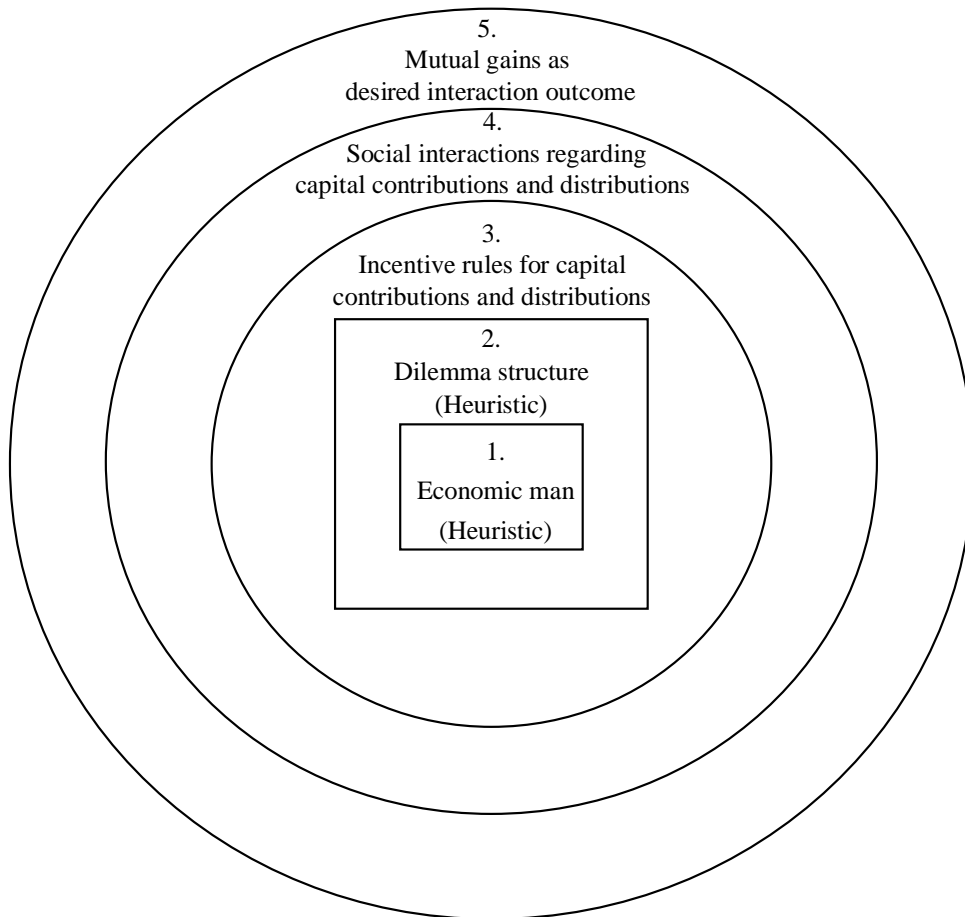 5.
Mutual gains as
desired interaction outcome
4.
Social interactions regarding
capital contributions and distributions
3.
Incentive rules for capital
contributions and distributions
2.
Dilemma structure
(Heuristic)
1.
Economic man
(Heuristic)